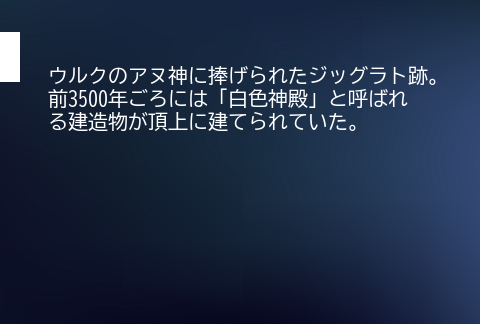 ウルクのアヌ神に捧げられたジッグラト跡。
前3500年ごろには「白色神殿」と呼ばれ
る建造物が頂上に建てられていた。